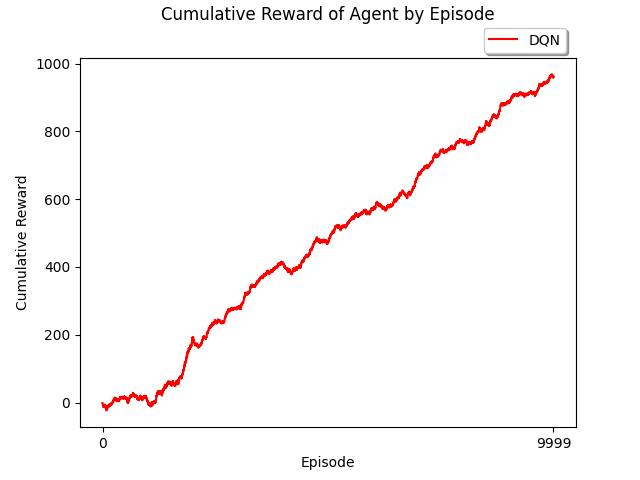 Cumulative Reward of Agent by Episode
DQN
1000
800
600
400
200
0
Cumulative Reward
0
9999
Episode